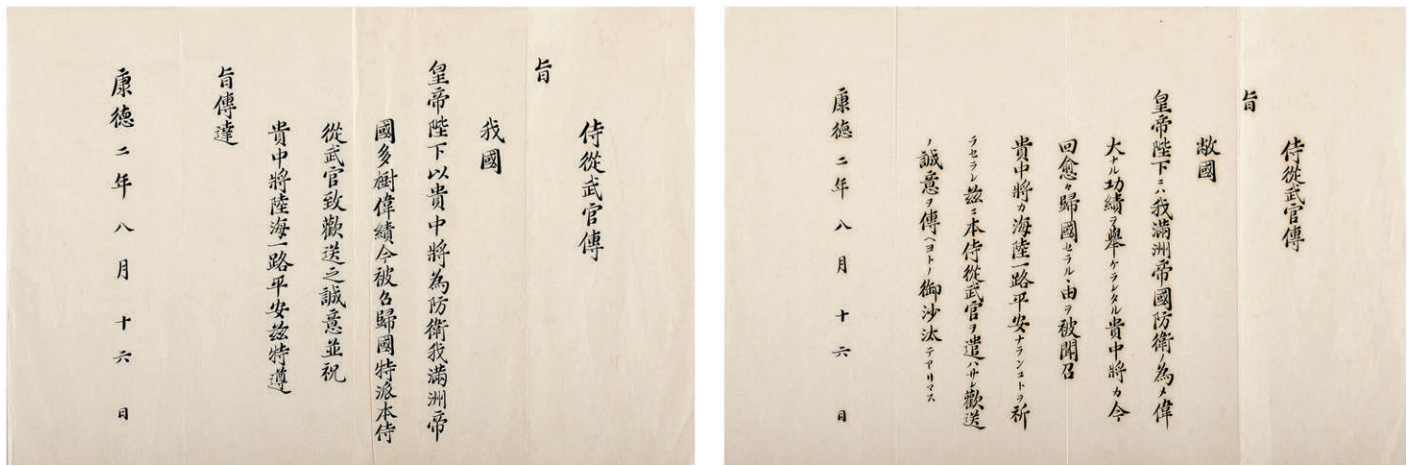 侍從武官傳
旨
我國
皇帝陛下以貴中將為防衛我滿洲帝
國多樹偉績今被召歸國特派本侍
從武官致歡送之誠意並祝
貴中將陸海一路平安茲特遵
旨傳達
康德二年八月十六日
侍從武官傳
旨
敝國
皇帝陛下ニハ我滿洲帝國防衛ノ為メ偉
大ナル功績ヲ舉ケラレタル貴中將カ今
回愈々歸國セラルヽ由ヲ被聞召
貴中將カ海陸一路平安ナランコトヲ祈
ラセラレ茲ニ本侍從武官ヲ遣ハサレ歡送
ノ誠意ヲ傳ヘヨトノ御沙汰テアリマス
康德二年八月十六日